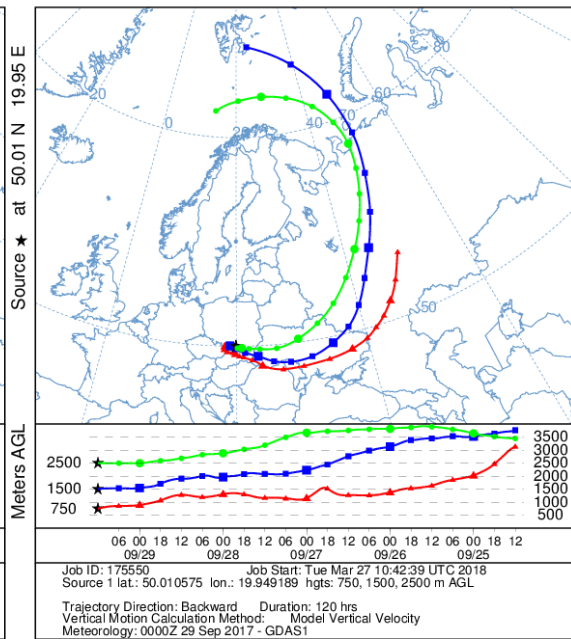 Source ★ at 50.01 N 19.95 E
20
0
20
40
70
60
80
50
Meters AGL
2500
1500
750
3500
3000
2500
2000
1500
1000
500
06 00 18 12 06 00 18 12 06 00 18 12 06 00 18 12 06 00 18 12
09/29 09/28 09/27 09/26 09/25
Job ID: 175550 Job Start: Tue Mar 27 10:42:39 UTC 2018
Source 1 lat.: 50.010575 lon.: 19.949189 hgts: 750, 1500, 2500 m AGL
Trajectory Direction: Backward Duration: 120 hrs
Vertical Motion Calculation Method: Model Vertical Velocity
Meteorology: 0000Z 29 Sep 2017 - GDAS1